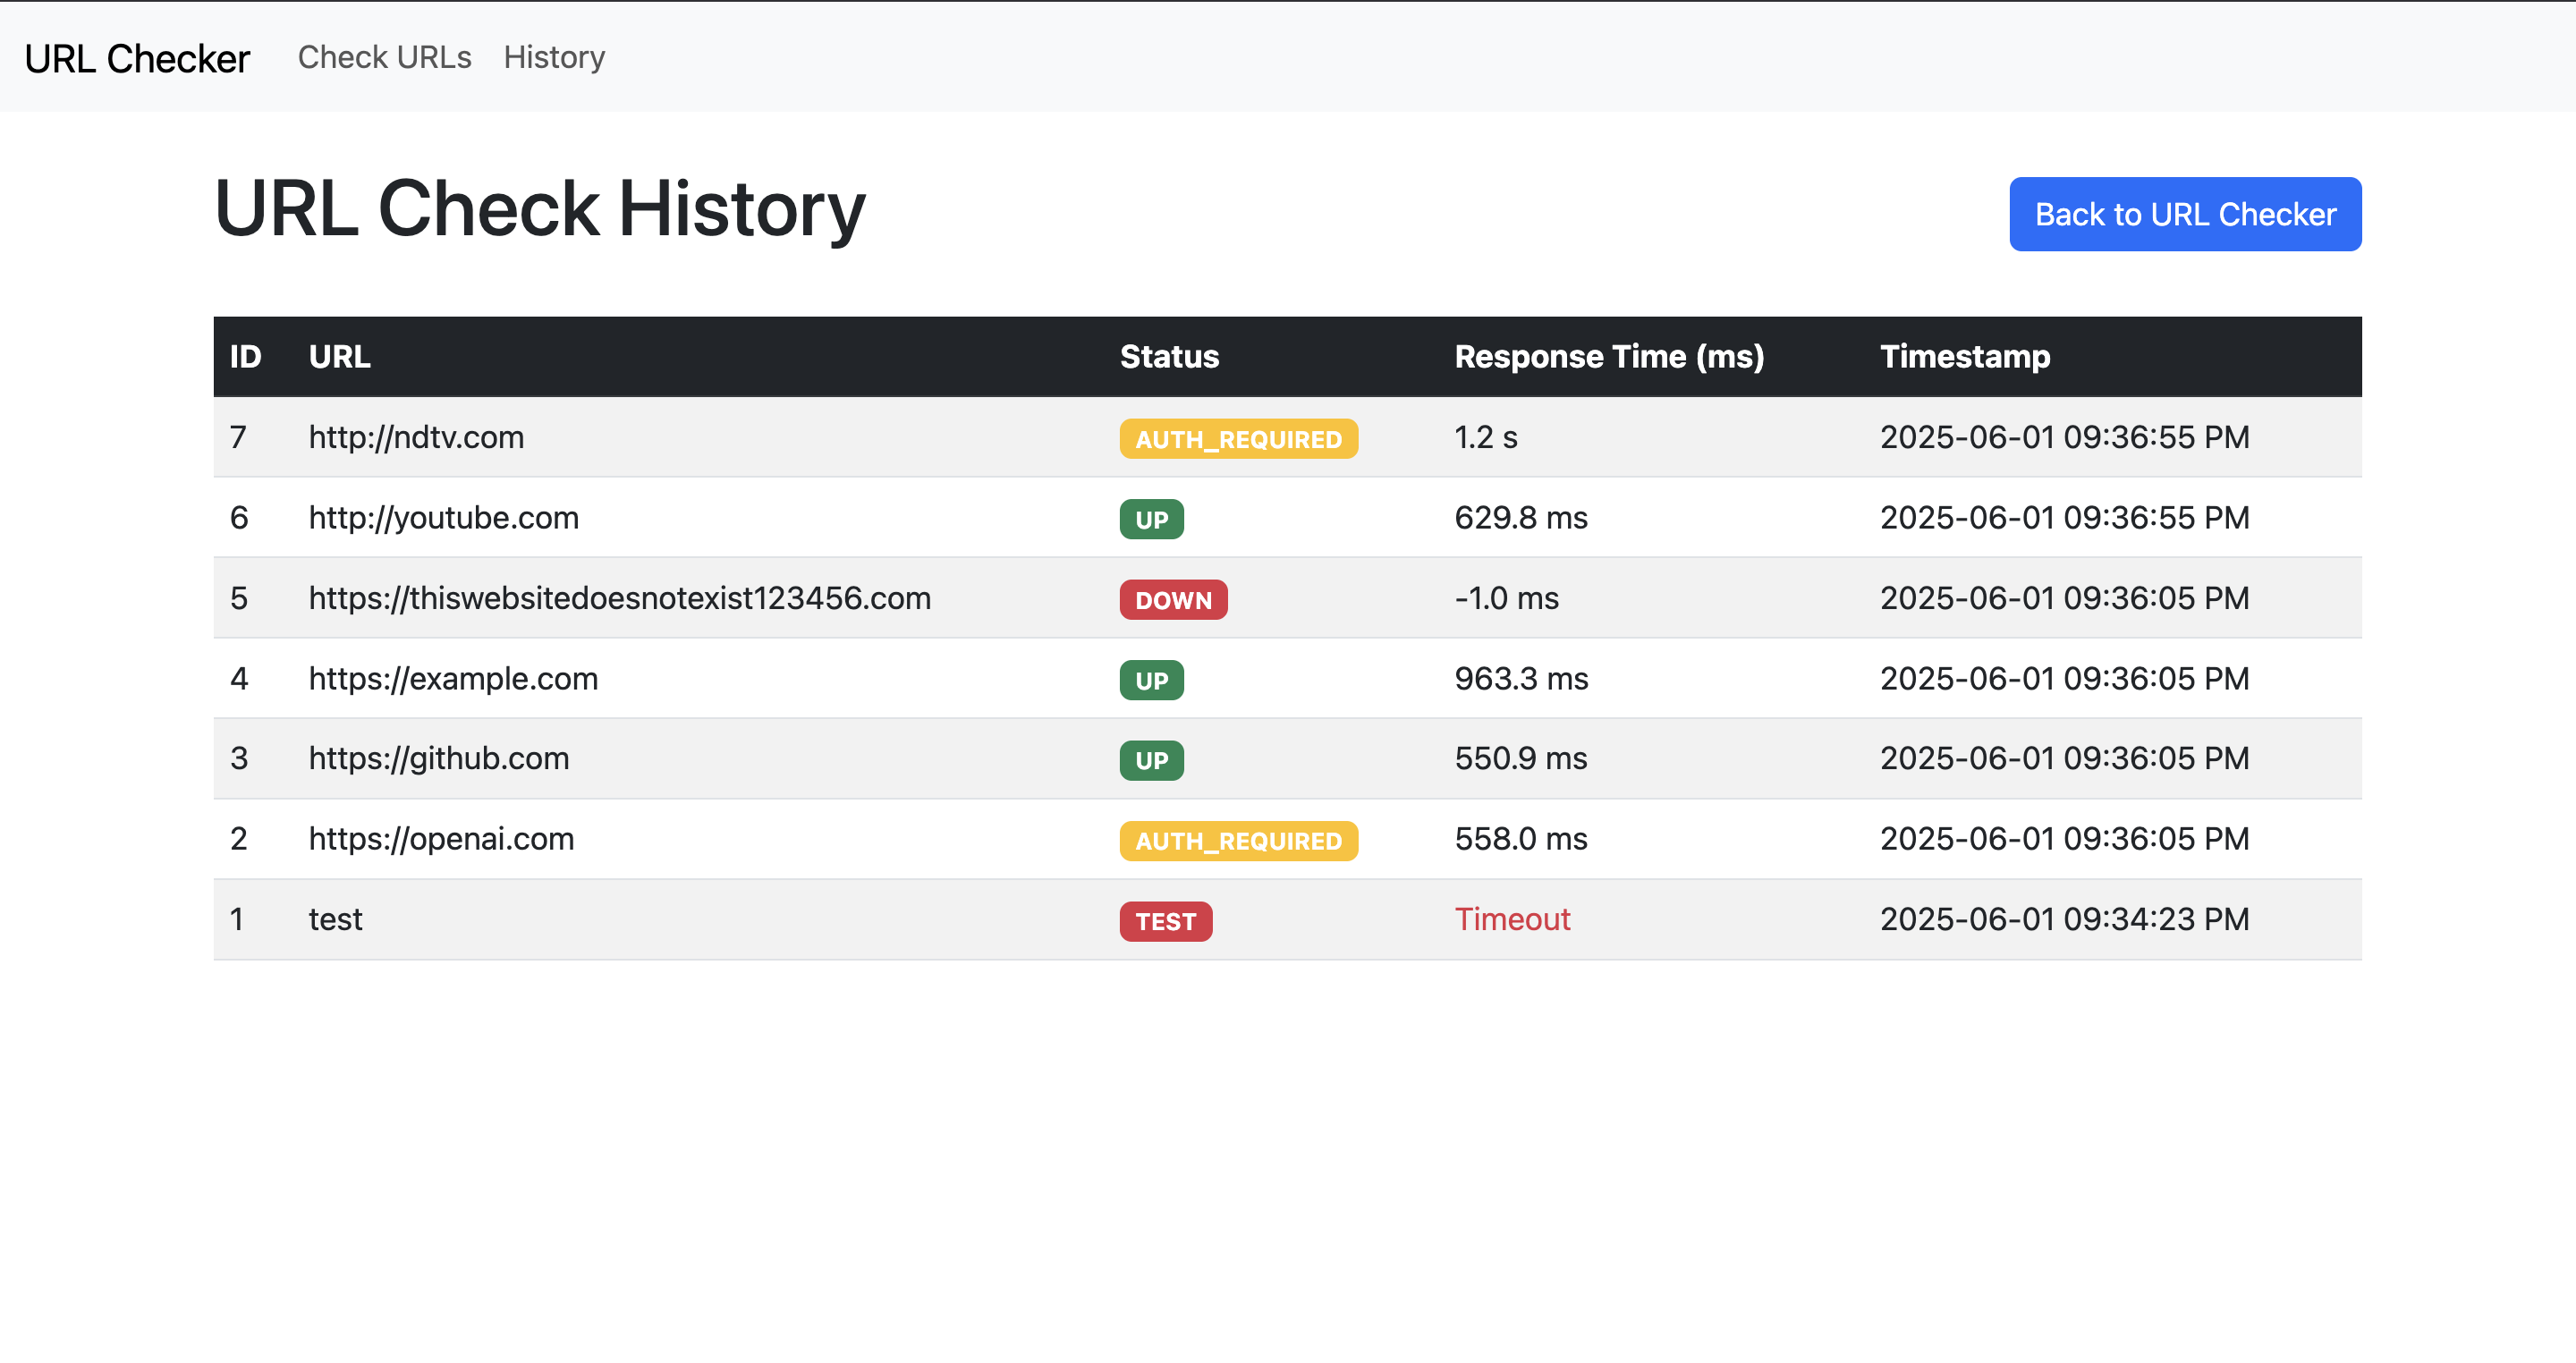 URL Checker Check URLs History
URL Check History
Back to URL Checker
ID URL Status Response Time (ms) Timestamp
7 http://ndtv.com AUTH_REQUIRED 1.2 s 2025-06-01 09:36:55 PM
6 http://youtube.com UP 629.8 ms 2025-06-01 09:36:55 PM
5 https://thiswebsitedoesnotexist123456.com DOWN -1.0 ms 2025-06-01 09:36:05 PM
4 https://example.com UP 963.3 ms 2025-06-01 09:36:05 PM
3 https://github.com UP 550.9 ms 2025-06-01 09:36:05 PM
2 https://openai.com AUTH_REQUIRED 558.0 ms 2025-06-01 09:36:05 PM
1 test TEST Timeout 2025-06-01 09:34:23 PM